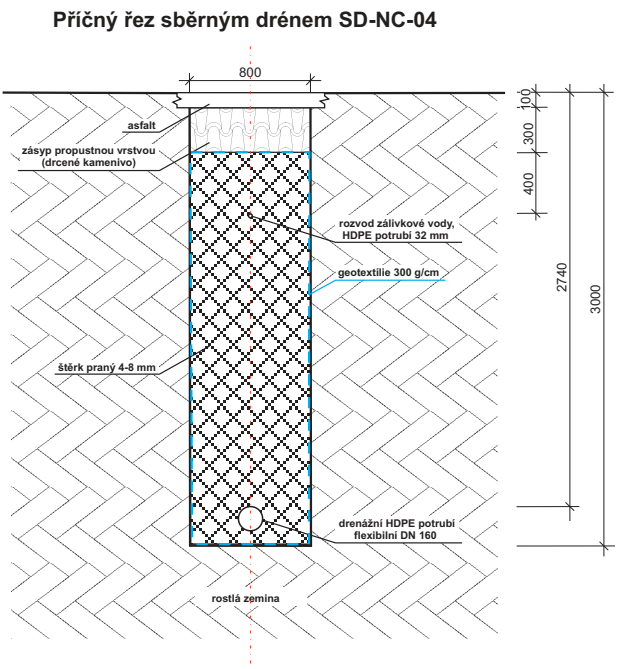 Příčný řez sběrným drénem SD-NC-04
800
100
asfalt
300
zásyp propustnou vrstvou
(drcené kamenivo)
400
rozvod zálivkové vody,
HDPE potrubí 32 mm
geotextílie 300 g/cm
2740
3000
štěrk praný 4-8 mm
drenážní HDPE potrubí
flexibilní DN 160
rostlá zemina